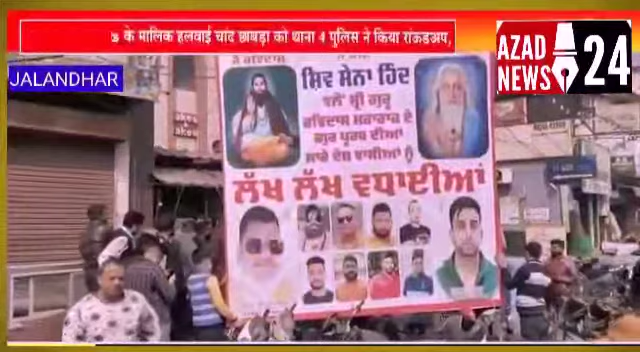 के मालिक हलवाई चांद छाबड़ा को थाना 4 पुलिस ने किया राऊंडअप,
AZAD
NEWS 24
JALANDHAR
ਸ਼ਿਵ ਸੇਨਾ ਹਿੰਦ
ਵਲੋਂ ਸ਼੍ਰੀ ਗੁਰੂ
ਰਵਿਦਾਸ ਮਹਾਰਾਜ ਦੇ
ਗੁਰ ਪੁਰਬ ਦੀਆਂ
ਸਾਰੇ ਦੇਸ਼ ਵਾਸੀਆਂ ਨੂੰ
ਲੱਖ ਲੱਖ ਵਧਾਈਆਂ